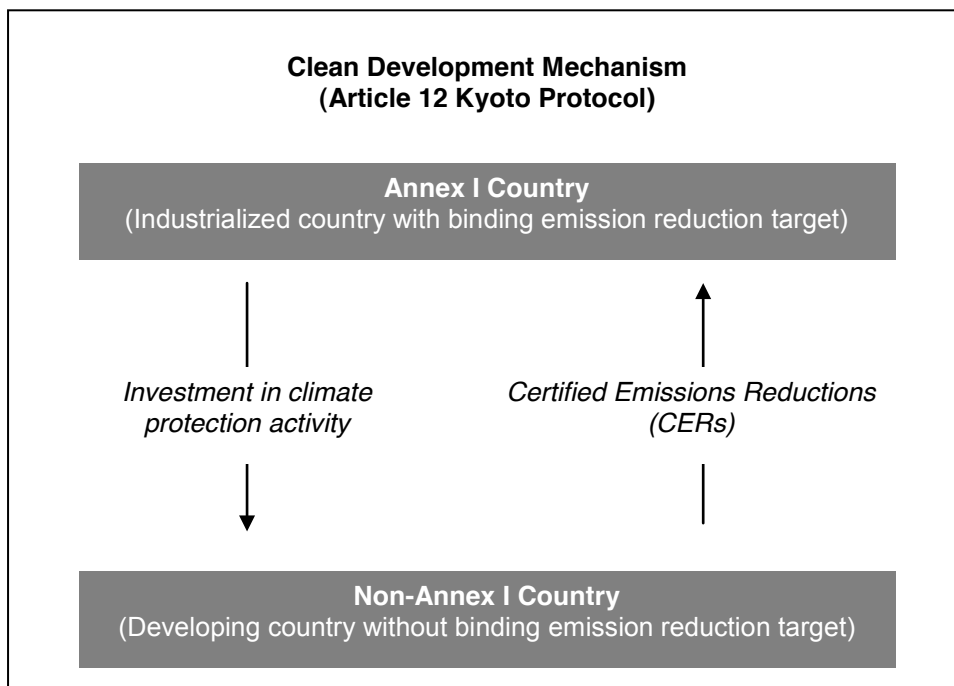 Clean Development Mechanism
(Article 12 Kyoto Protocol)
Annex I Country
(Industrialized country with binding emission reduction target)
Investment in climate
protection activity
Certified Emissions Reductions
(CERs)
Non-Annex I Country
(Developing country without binding emission reduction target)